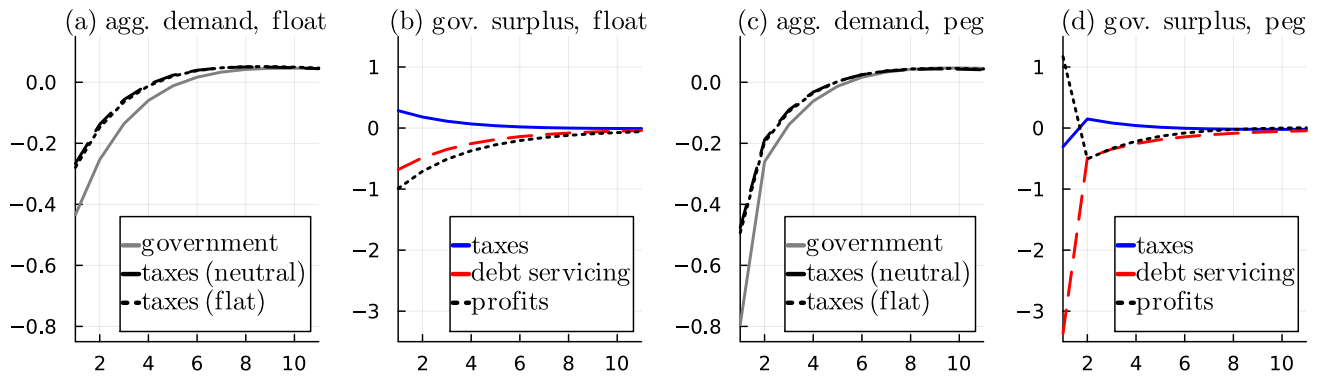 (a) agg. demand, float
0.0
−0.2
−0.4
−0.6
−0.8
government
taxes (neutral)
taxes (flat)
2 4 6 8 10
(b) gov. surplus, float
1
0
−1
−2
−3
taxes
debt servicing
profits
2 4 6 8 10
(c) agg. demand, peg
0.0
−0.2
−0.4
−0.6
−0.8
government
taxes (neutral)
taxes (flat)
2 4 6 8 10
(d) gov. surplus, peg
1
0
−1
−2
−3
taxes
debt servicing
profits
2 4 6 8 10